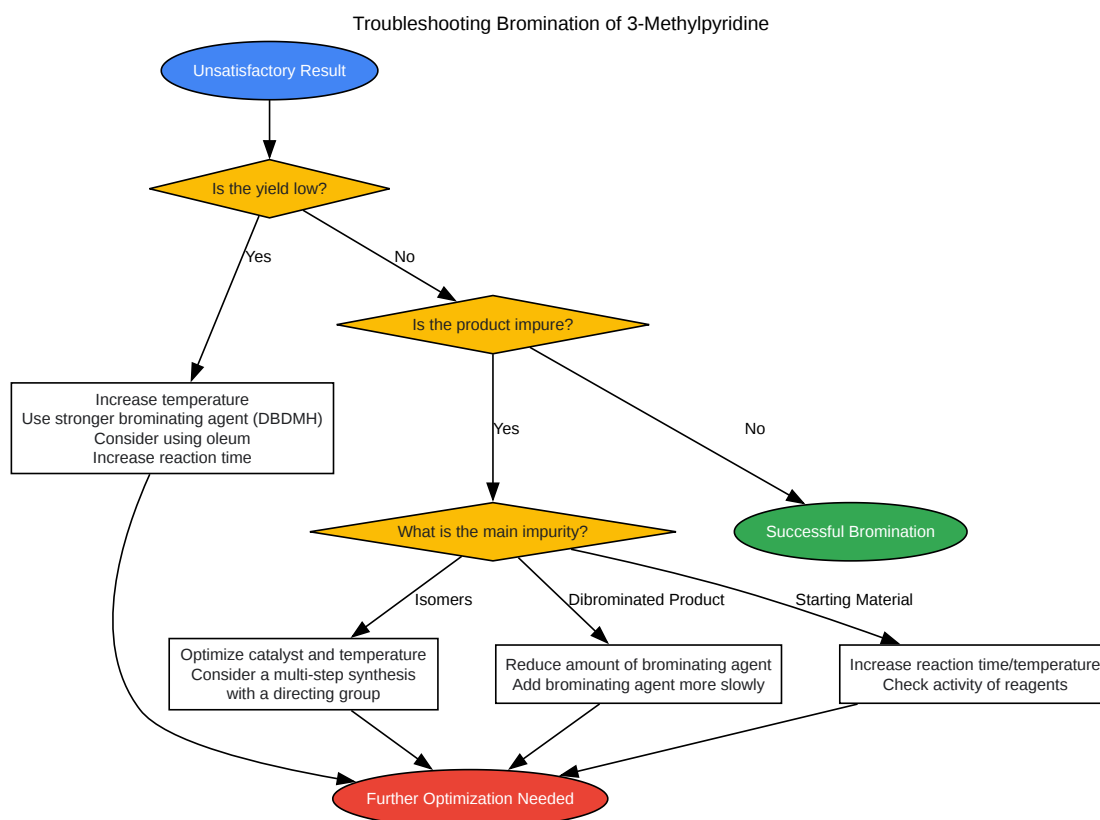 Troubleshooting Bromination of 3-Methylpyridine
Unsatisfactory Result
Is the yield low?
Yes
No
Is the product impure?
Increase temperature
Use stronger brominating agent (DBDMH)
Consider using oleum
Increase reaction time
Yes
No
What is the main impurity?
Successful Bromination
Isomers
Dibrominated Product
Starting Material
Optimize catalyst and temperature
Consider a multi-step synthesis
with a directing group
Reduce amount of brominating agent
Add brominating agent more slowly
Increase reaction time/temperature
Check activity of reagents
Further Optimization Needed